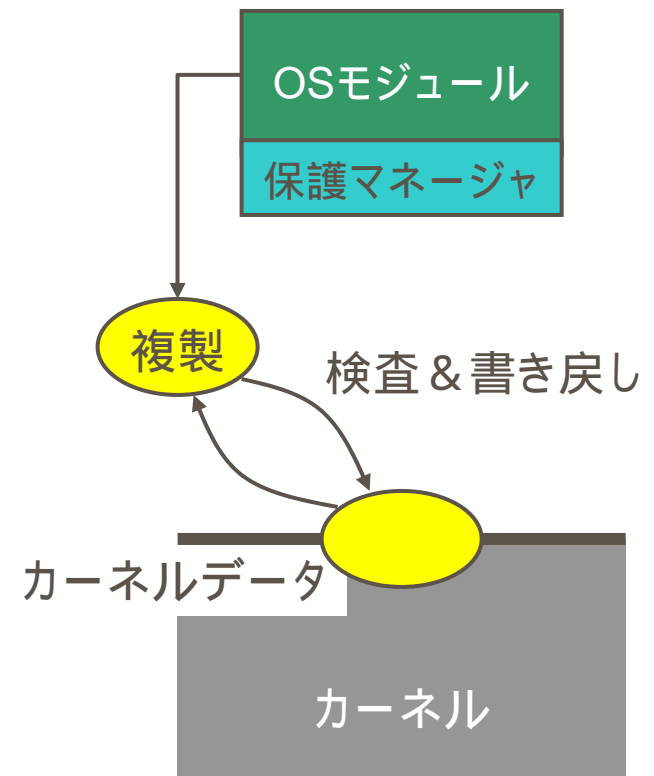 OSモジュール
保護マネージャ
複製
検査&書き戻し
カーネルデータ
カーネル